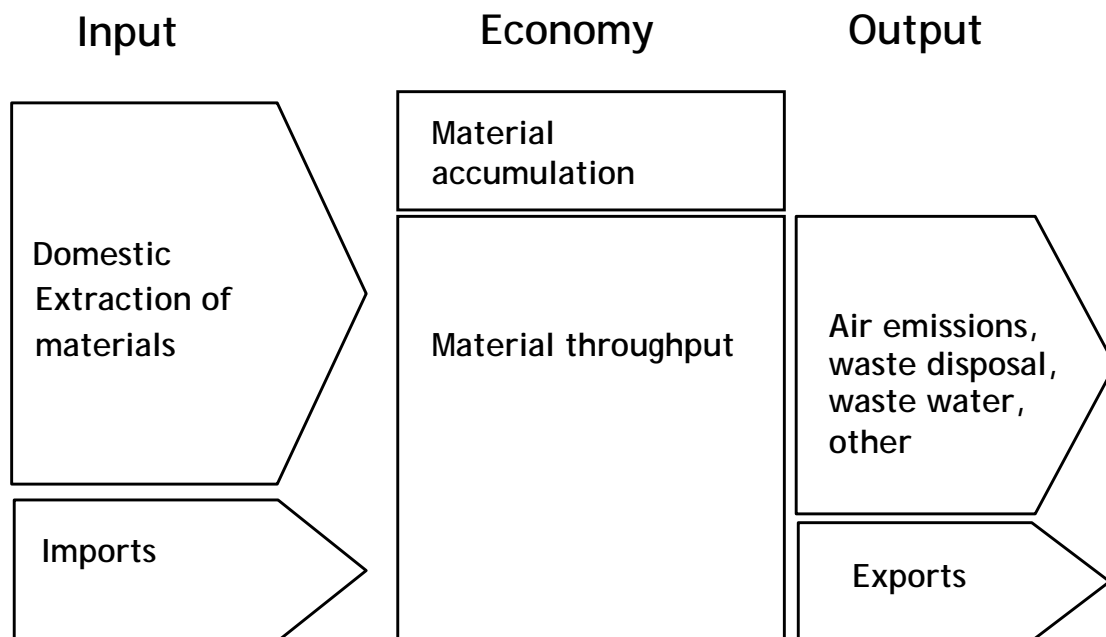 Input
Economy
Output
Domestic
Extraction of
materials
Imports
Material
accumulation
Material throughput
Air emissions,
waste disposal,
waste water,
other
Exports